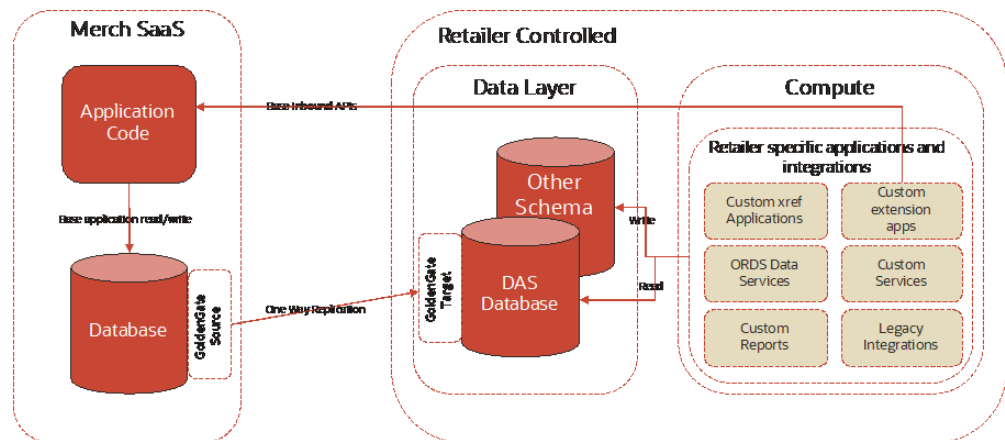 Merch SaaS
Application
Code
Base application read/write
Database
GoldenGate
Source
One Way Replication
Base Inbound APIs
Retailer Controlled
Data Layer
Other
Schema
GoldenGate
Target
DAS
Database
Write
Read
Compute
Retailer specific applications and
integrations
Custom xref
Applications
Custom
extension
apps
ORDS Data
Services
Custom
Services
Custom
Reports
Legacy
Integrations